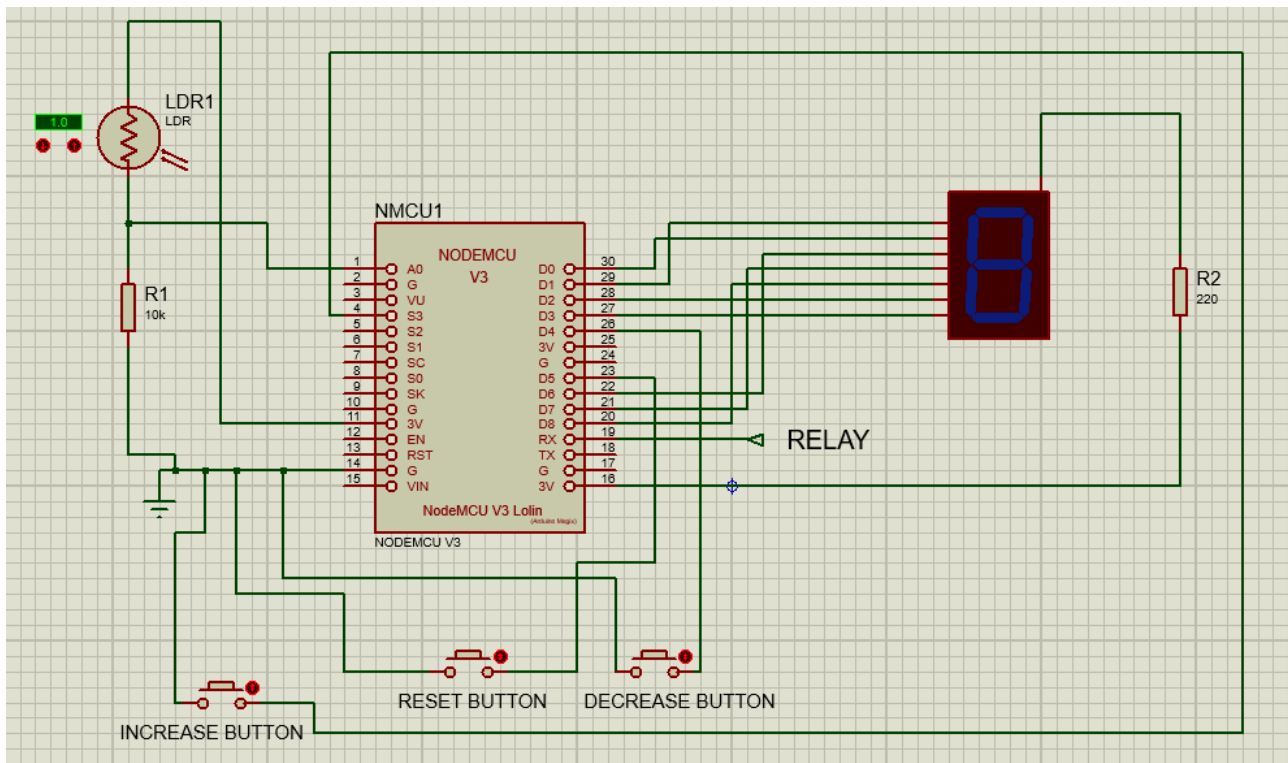 LDR1
LDR
1.0
NMCU1
NODEMCU
V3
R1
10k
R2
220
1 A0
2 G
3 VU
4 S3
5 S2
6 S1
7 SC
8 S0
9 SK
10 G
11 3V
12 EN
13 RST
14 G
15 VIN
D0 30
D1 29
D2 28
D3 27
D4 26
3V 25
G 24
D5 23
D6 22
D7 21
D8 20
RX 19
TX 18
G 17
3V 16
RELAY
NodeMCU V3 Lolin
(Arduino Magix)
NODEMCU V3
RESET BUTTON
DECREASE BUTTON
INCREASE BUTTON